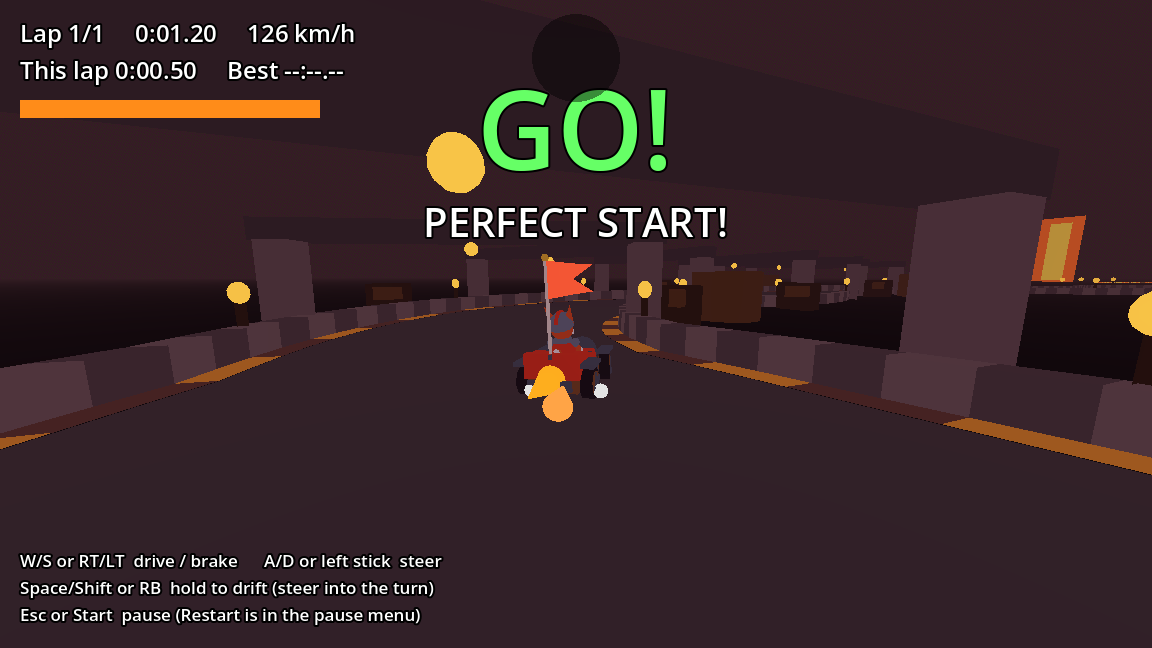 Lap 1/1 0:01.20 126 km/h
This lap 0:00.50 Best --:--.--
GO!
PERFECT START!
W/S or RT/LT drive / brake A/D or left stick steer
Space/Shift or RB hold to drift (steer into the turn)
Esc or Start pause (Restart is in the pause menu)